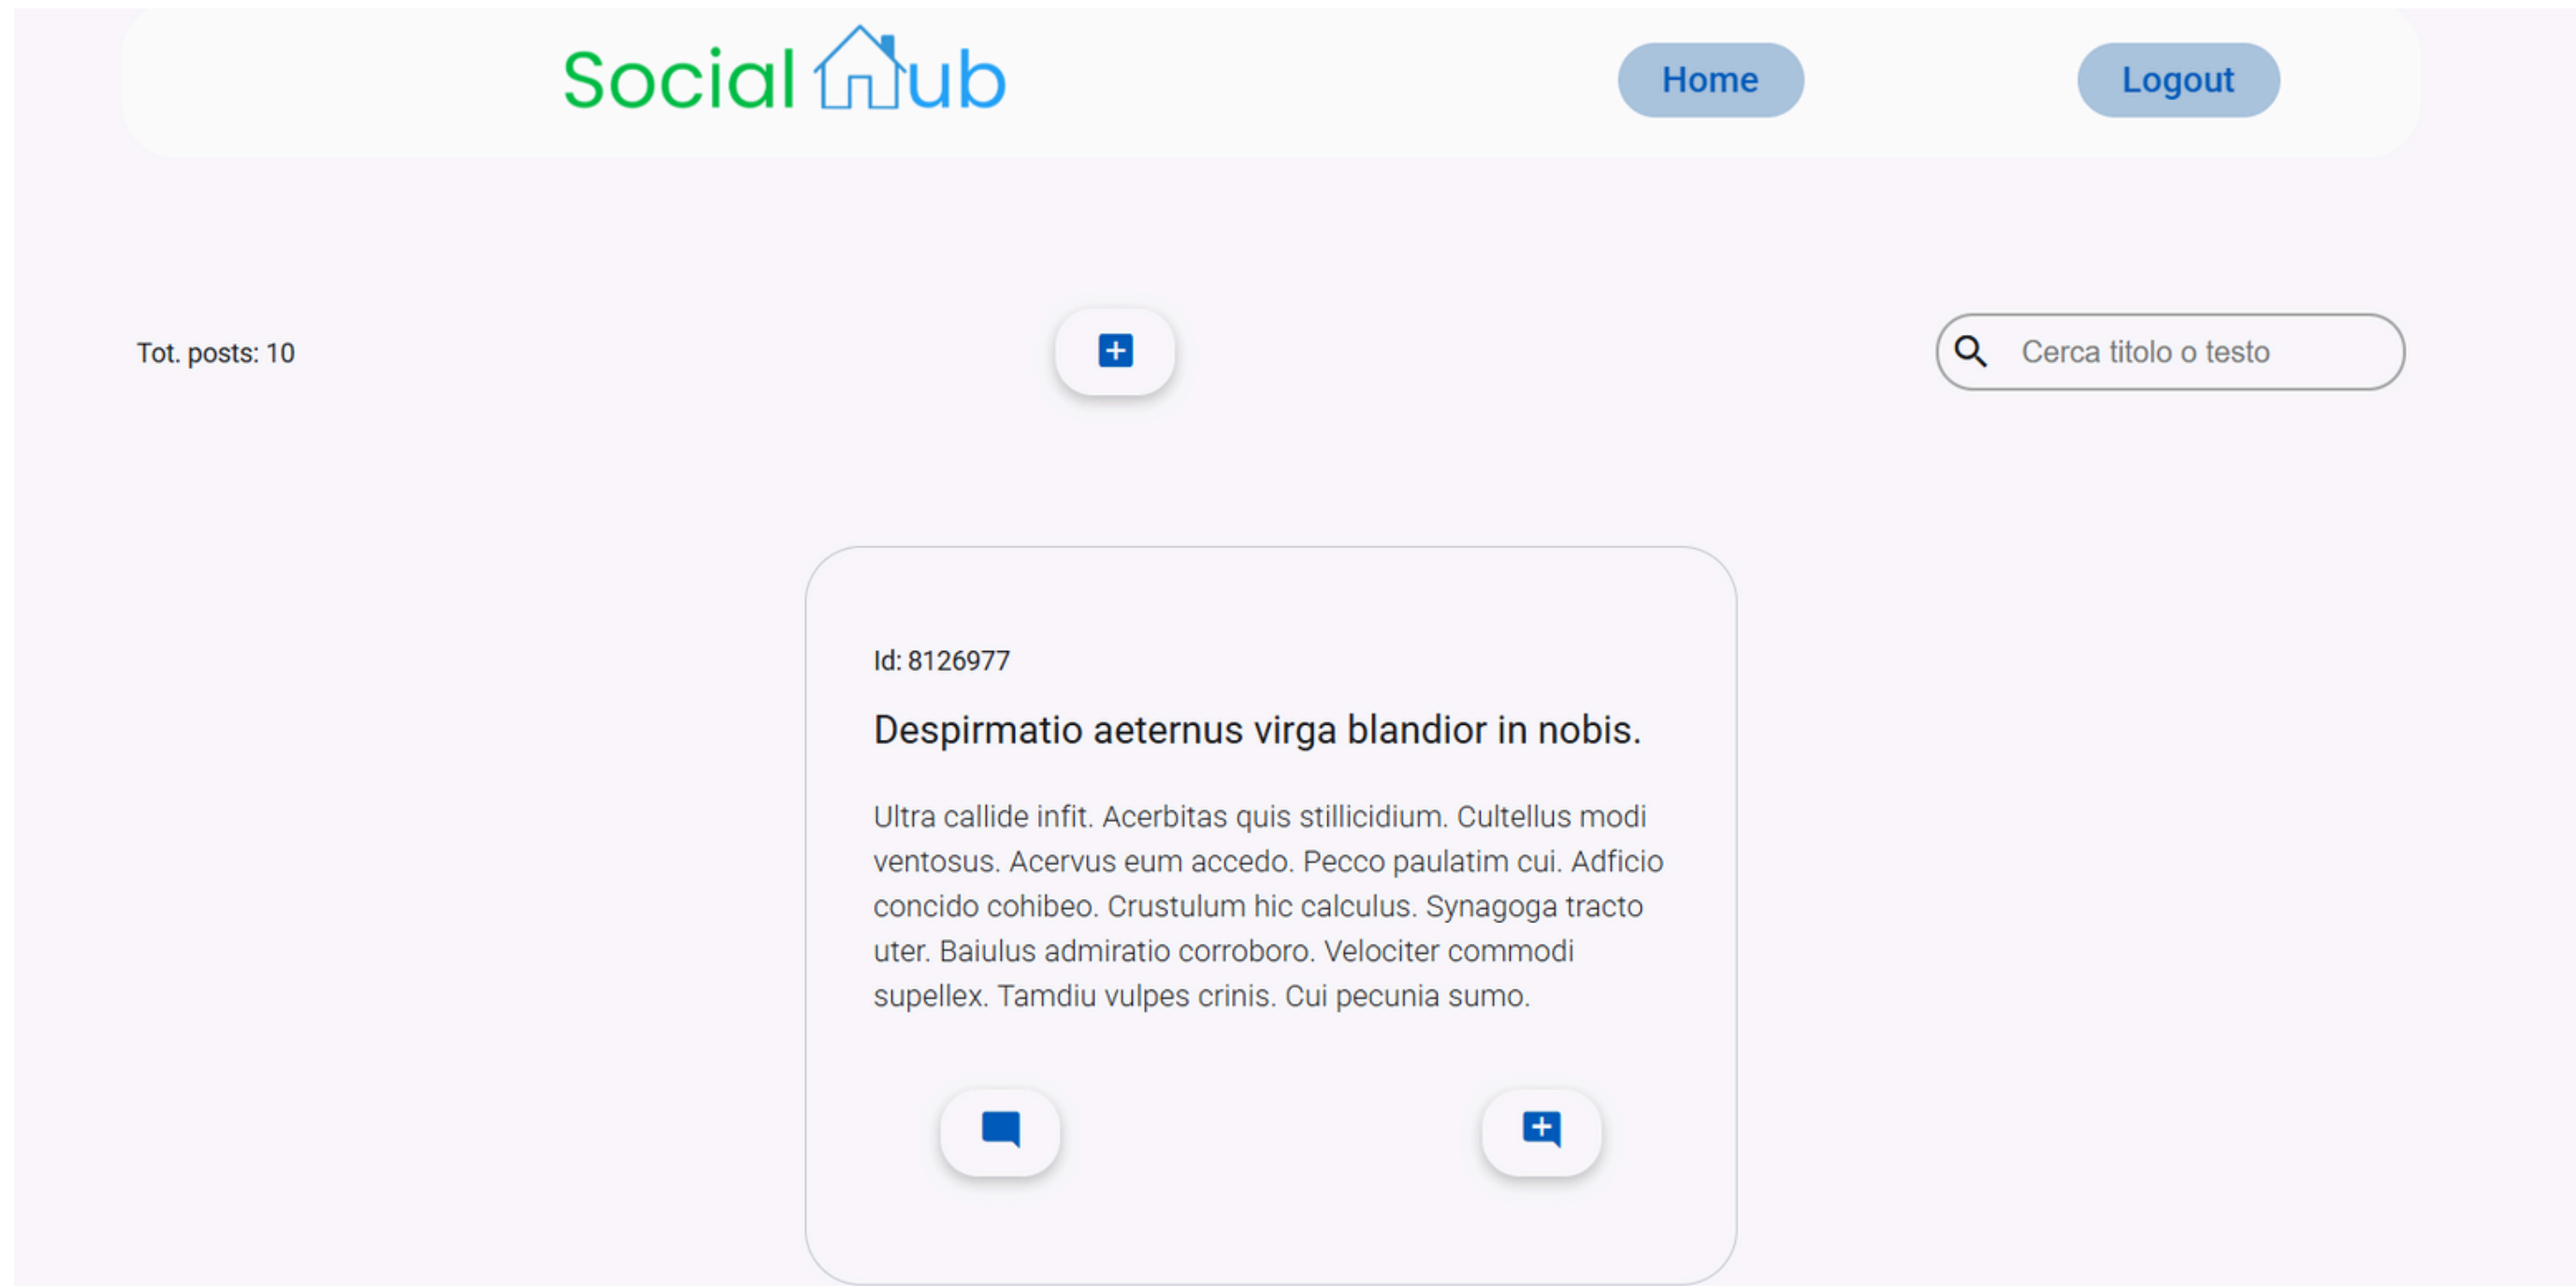 Social Hub
Home
Logout
Tot. posts: 10
Cerca titolo o testo
Id: 8126977
Despirmatio aeternus virga blandior in nobis.
Ultra callide infit. Acerbitas quis stillicidium. Cultellus modi
ventosus. Acervus eum accedo. Pecco paulatim cui. Adficio
concido cohibeo. Crustulum hic calculus. Synagoga tracto
uter. Baiulus admiratio corroboro. Velociter commodi
supellex. Tamdiu vulpes crinis. Cui pecunia sumo.